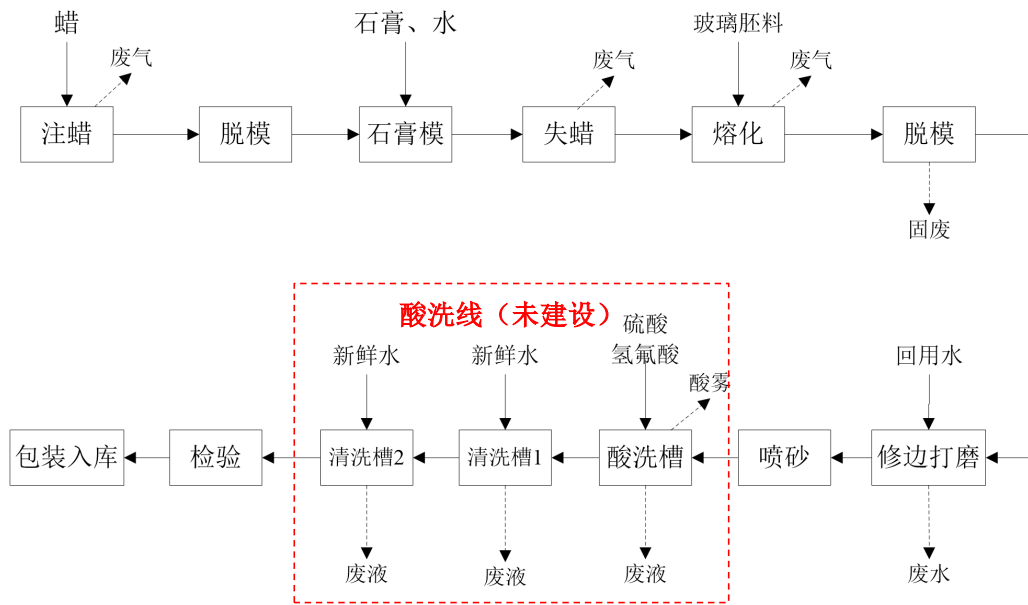 蜡
石膏、水
玻璃胚料
废气
废气
废气
注蜡
脱模
石膏模
失蜡
熔化
脱模
固废
酸洗线（未建设）
硫酸
氢氟酸
新鲜水
新鲜水
回用水
酸雾
包装入库
检验
清洗槽2
清洗槽1
酸洗槽
喷砂
修边打磨
废液
废液
废液
废水